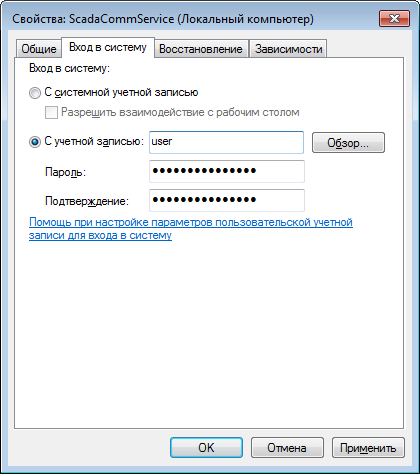 Свойства: ScadaCommService (Локальный компьютер)
Общие Вход в систему Восстановление Зависимости
Вход в систему:
С системной учетной записью
Разрешить взаимодействие с рабочим столом
С учетной записью: user Обзор...
Пароль: ●●●●●●●●●●●●●●●
Подтверждение: ●●●●●●●●●●●●●●●
Помощь при настройке параметров пользовательской учетной
записи для входа в систему
OK Отмена Применить